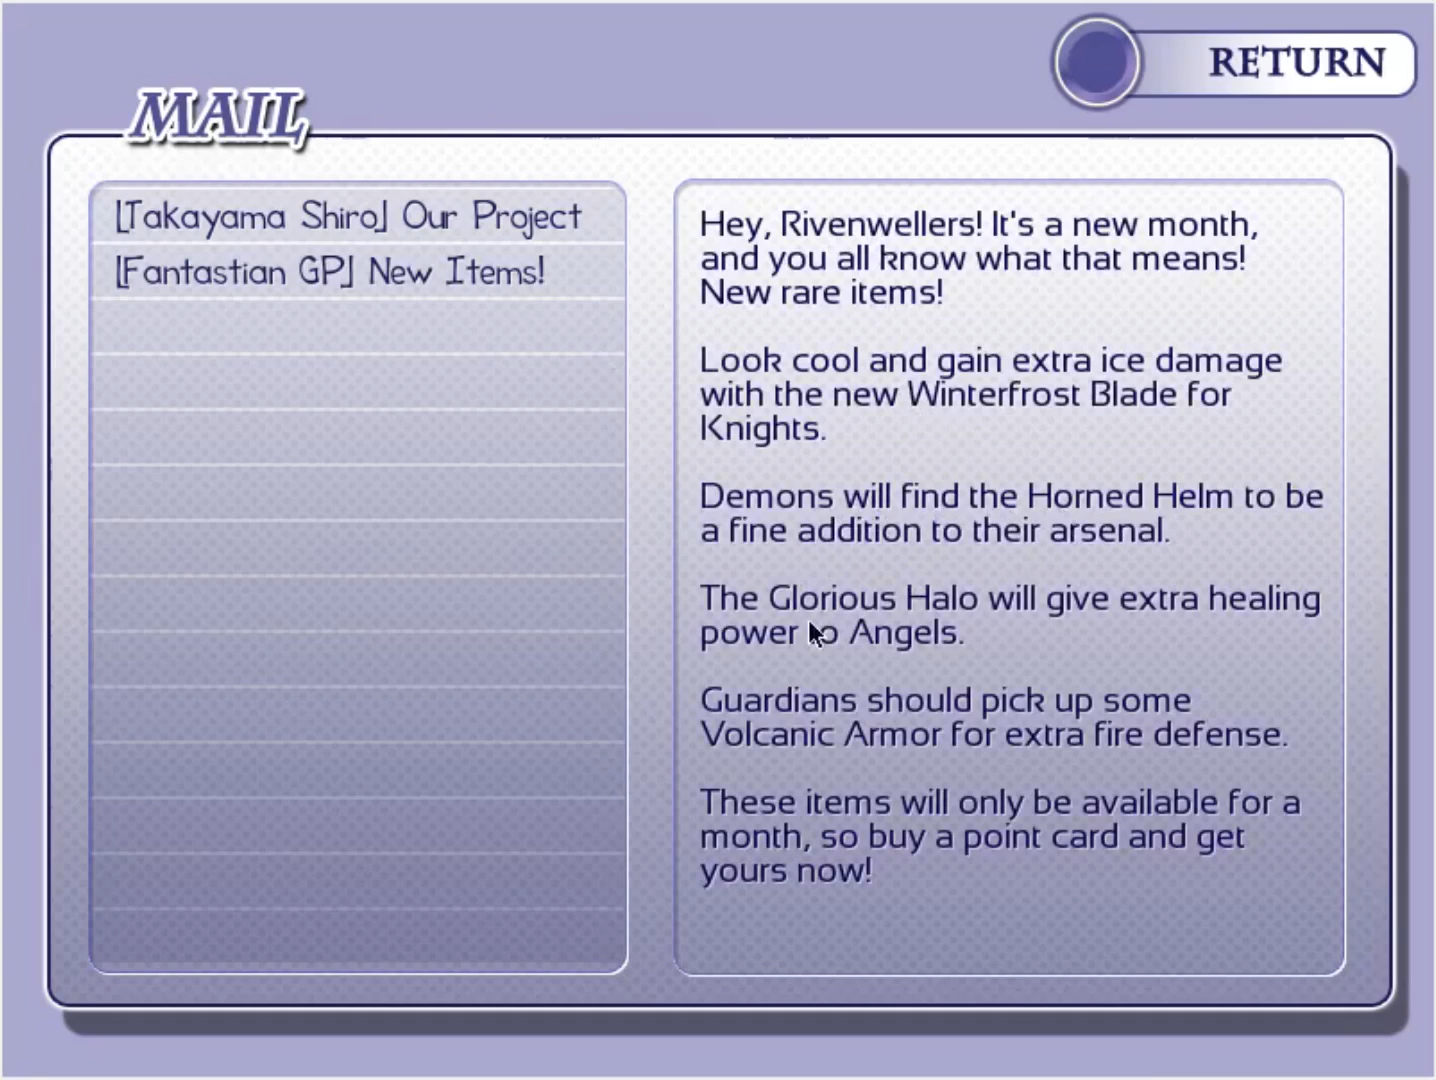 RETURN
MAIL
[Takayama Shiro] Our Project
[Fantastian GP] New Items!
Hey, Rivenwellers! It's a new month,
and you all know what that means!
New rare items!
Look cool and gain extra ice damage
with the new Winterfrost Blade for
Knights.
Demons will find the Horned Helm to be
a fine addition to their arsenal.
The Glorious Halo will give extra healing
power to Angels.
Guardians should pick up some
Volcanic Armor for extra fire defense.
These items will only be available for a
month, so buy a point card and get
yours now!